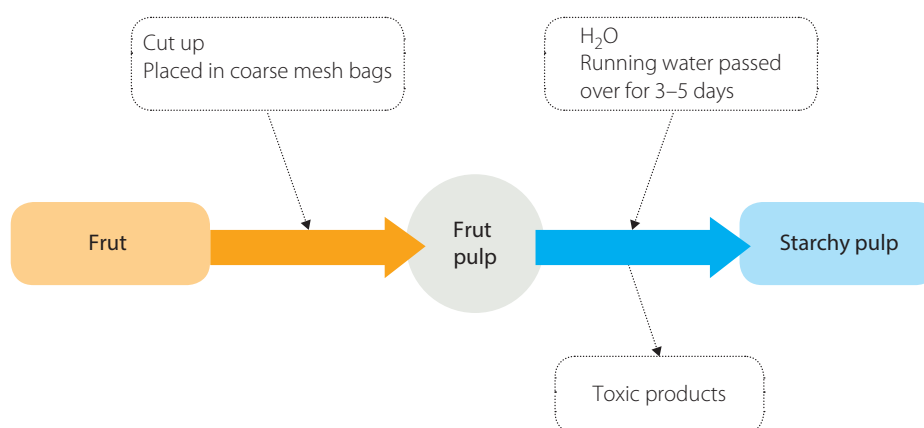 Cut up
Placed in coarse mesh bags
H₂O
Running water passed
over for 3–5 days
Frut
Frut
pulp
Starchy pulp
Toxic products